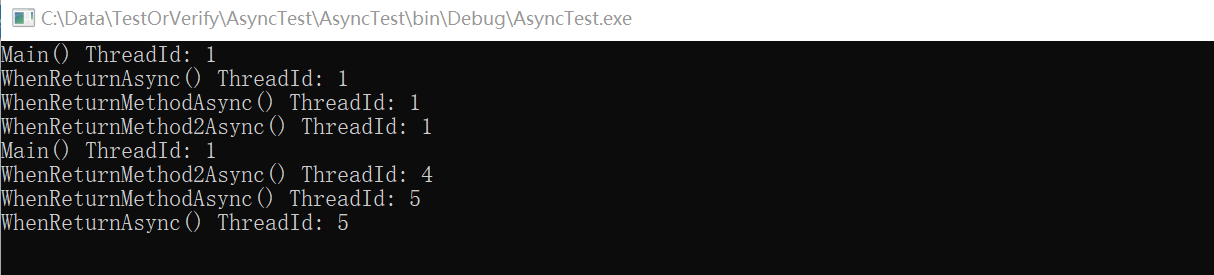 C:\Data\TestOrVerify\AsyncTest\AsyncTest\bin\Debug\AsyncTest.exe
Main() ThreadId: 1
WhenReturnAsync() ThreadId: 1
WhenReturnMethodAsync() ThreadId: 1
WhenReturnMethod2Async() ThreadId: 1
Main() ThreadId: 1
WhenReturnMethod2Async() ThreadId: 4
WhenReturnMethodAsync() ThreadId: 5
WhenReturnAsync() ThreadId: 5